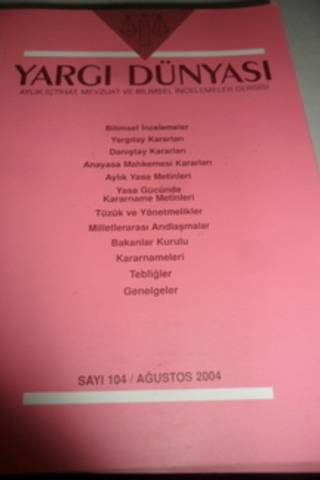 YARGI DÜNYASI
AYLIK İÇTİHAT, MEVZUAT VE BİLİMSEL İNCELEMELER DERGİSİ
Bilimsel İncelemeler
Yargıtay Kararları
Danıştay Kararları
Anayasa Mahkemesi Kararları
Aylık Yasa Metinleri
Yasa Gücünde
Kararname Metinleri
Tüzük ve Yönetmelikler
Milletlerarası Andlaşmalar
Bakanlar Kurulu
Kararnameleri
Tebliğler
Genelgeler
SAYI 104 / AĞUSTOS 2004